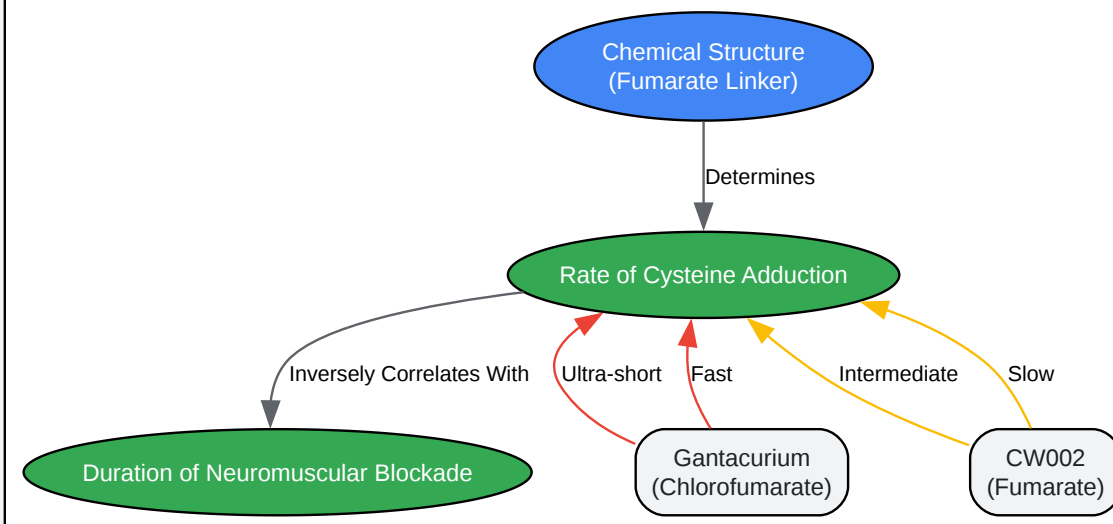 Chemical Structure
(Fumarate Linker)
Determines
Rate of Cysteine Adduction
Inversely Correlates With
Ultra-short
Fast
Intermediate
Slow
Duration of Neuromuscular Blockade
Gantacurium
(Chlorofumarate)
CW002
(Fumarate)